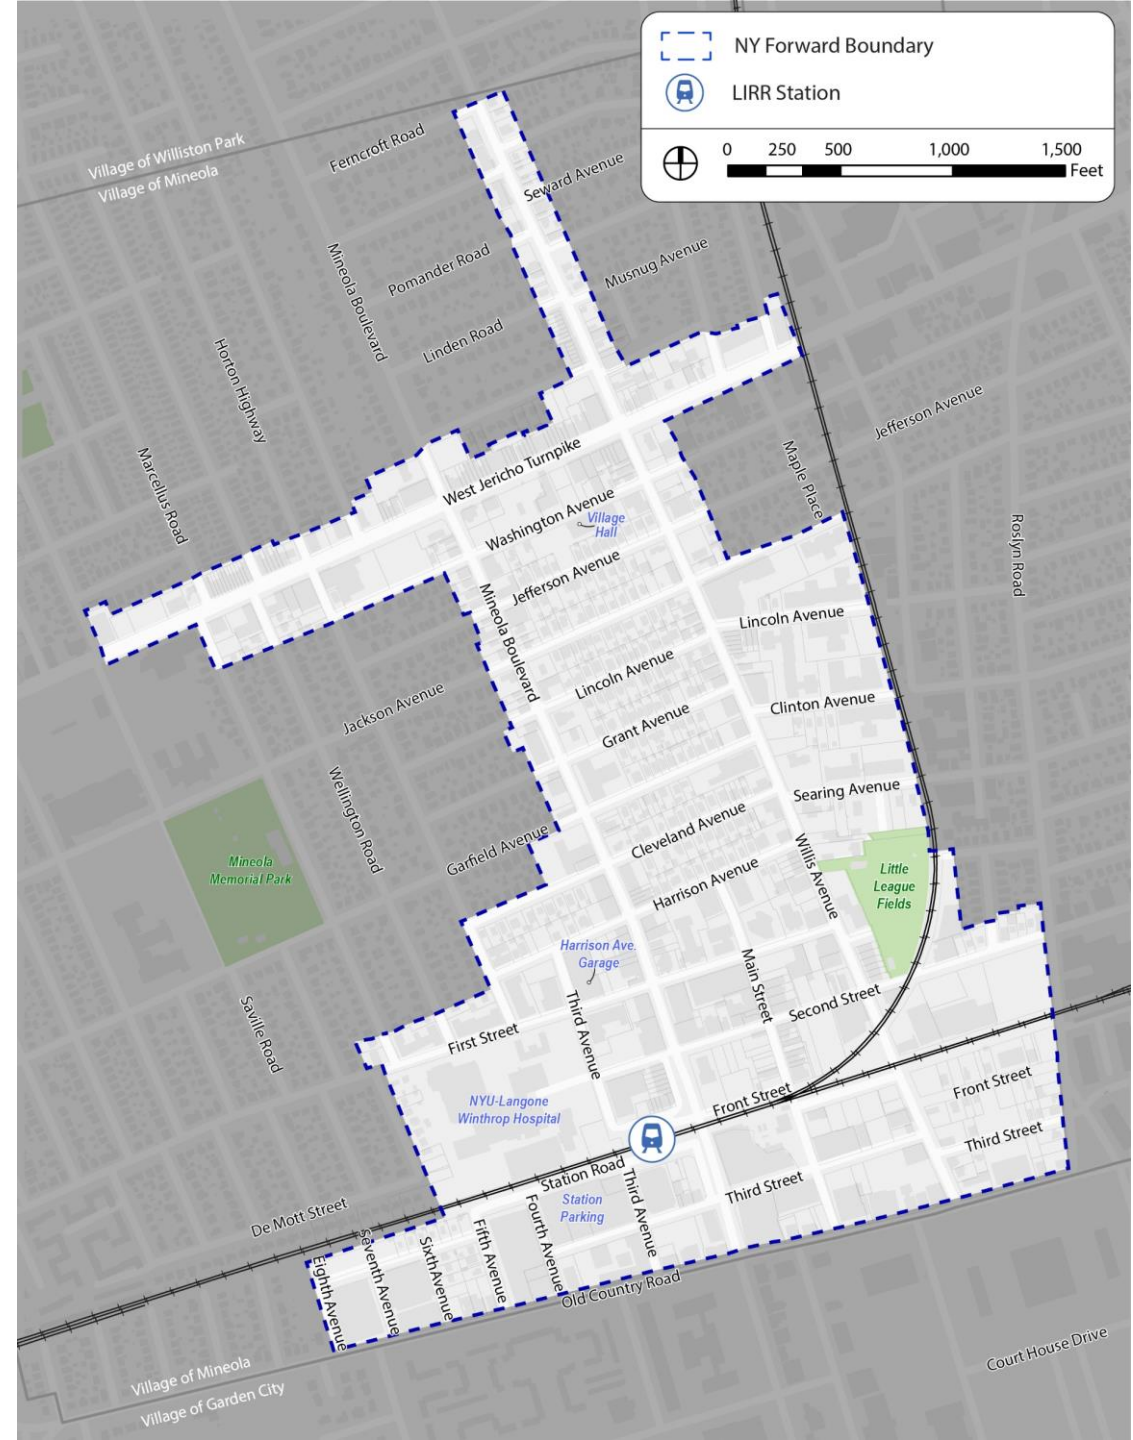 NY Forward Boundary
LIRR Station
0 250 500 1,000 1,500
Feet
Village of Williston Park
Village of Mineola
Ferncroft Road
Seward Avenue
Mineola Boulevard
Pomander Road
Musnug Avenue
Linden Road
Horton Highway
Marcellus Road
Jefferson Avenue
Maple Place
West Jericho Turnpike
Washington Avenue
Village
Hall
Jefferson Avenue
Roslyn Road
Mineola Boulevard
Lincoln Avenue
Lincoln Avenue
Jackson Avenue
Clinton Avenue
Grant Avenue
Wellington Road
Searing Avenue
Cleveland Avenue
Garfield Avenue
Willis Avenue
Mineola
Memorial Park
Little
League
Fields
Harrison Avenue
Harrison Ave.
Garage
Main Street
Second Street
Third Avenue
Saville Road
First Street
NYU-Langone
Winthrop Hospital
Front Street
Front Street
Third Street
Station Road
Third Street
Third Avenue
Station
Parking
De Mott Street
Fourth Avenue
Fifth Avenue
Sixth Avenue
Seventh Avenue
Eighth Avenue
Old Country Road
Court House Drive
Village of Mineola
Village of Garden City